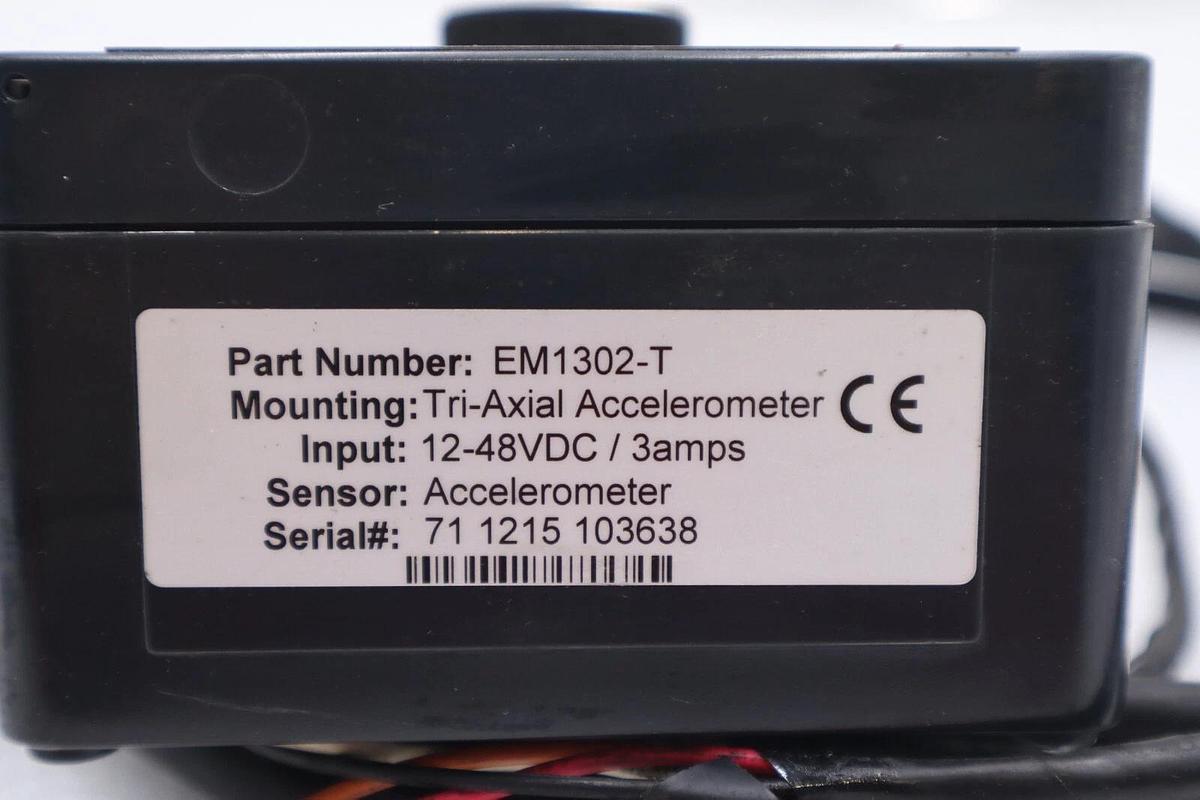 Part Number: EM1302-T
Mounting: Tri-Axial Accelerometer CE
Input: 12-48VDC / 3amps
Sensor: Accelerometer
Serial#: 71 1215 103638